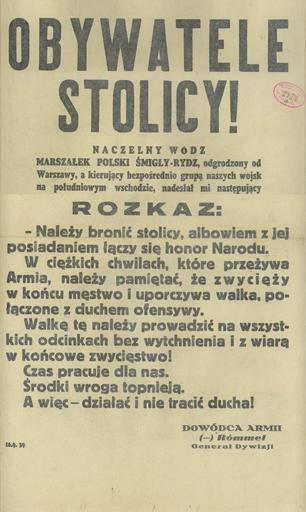 OBYWATELE
STOLICY!
NACZELNY WÓDZ
MARSZAŁEK POLSKI ŚMIGŁY-RYDZ, odgrodzony od
Warszawy, a kierujący bezpośrednio grupą naszych wojsk
na południowym wschodzie, nadesłał mi następujący
ROZKAZ:
– Należy bronić stolicy, albowiem z jej
posiadaniem łączy się honor Narodu.
W ciężkich chwilach, które przeżywa
Armia, należy pamiętać, że zwycięży
w końcu męstwo i uporczywa walka, po-
łączone z duchem ofensywy.
Walkę tę należy prowadzić na wszyst-
kich odcinkach bez wytchnienia i z wiarą
w końcowe zwycięstwo!
Czas pracuje dla nas.
Środki wroga topnieją.
A więc – działać i nie tracić ducha!
DOWÓDCA ARMII
(—) Rómmel
Generał Dywizji
16.9. 39